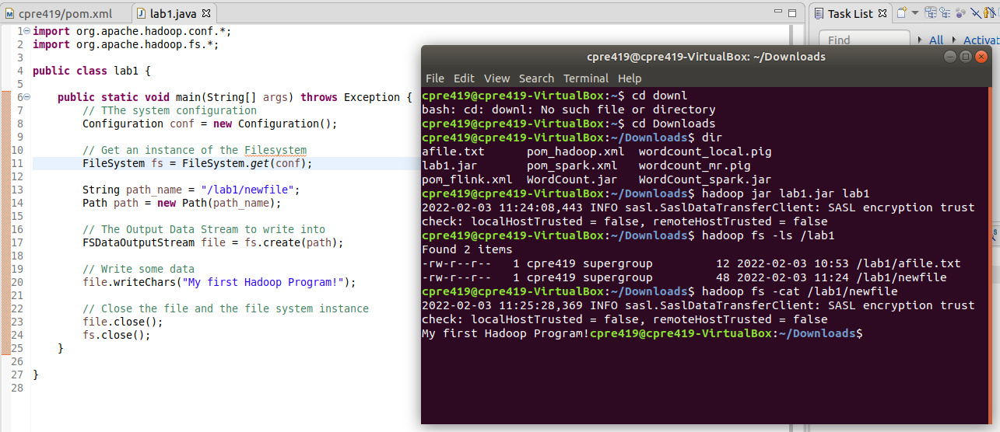 cpre419/pom.xml lab1.java
1 import org.apache.hadoop.conf.*;
2 import org.apache.hadoop.fs.*;
3
4 public class lab1 {
5
6 public static void main(String[] args) throws Exception {
7 // TThe system configuration
8 Configuration conf = new Configuration();
9
10 // Get an instance of the Filesystem
11 FileSystem fs = FileSystem.get(conf);
12
13 String path_name = "/lab1/newfile";
14 Path path = new Path(path_name);
15
16 // The Output Data Stream to write into
17 FSDataOutputStream file = fs.create(path);
18
19 // Write some data
20 file.writeChars("My first Hadoop Program!");
21
22 // Close the file and the file system instance
23 file.close();
24 fs.close();
25 }
26
27 }
28
Task List
Find All Activat
cpre419@cpre419-VirtualBox: ~/Downloads
File Edit View Search Terminal Help
cpre419@cpre419-VirtualBox:~$ cd downl
bash: cd: downl: No such file or directory
cpre419@cpre419-VirtualBox:~$ cd Downloads
cpre419@cpre419-VirtualBox:~/Downloads$ dir
afile.txt pom_hadoop.xml wordcount_local.pig
lab1.jar pom_spark.xml wordcount_mr.pig
pom_flink.xml WordCount.jar WordCount_spark.jar
cpre419@cpre419-VirtualBox:~/Downloads$ hadoop jar lab1.jar lab1
2022-02-03 11:24:08,443 INFO sasl.SaslDataTransferClient: SASL encryption trust
check: localHostTrusted = false, remoteHostTrusted = false
cpre419@cpre419-VirtualBox:~/Downloads$ hadoop fs -ls /lab1
Found 2 items
-rw-r--r-- 1 cpre419 supergroup 12 2022-02-03 10:53 /lab1/afile.txt
-rw-r--r-- 1 cpre419 supergroup 48 2022-02-03 11:24 /lab1/newfile
cpre419@cpre419-VirtualBox:~/Downloads$ hadoop fs -cat /lab1/newfile
2022-02-03 11:25:28,369 INFO sasl.SaslDataTransferClient: SASL encryption trust
check: localHostTrusted = false, remoteHostTrusted = false
My first Hadoop Program!cpre419@cpre419-VirtualBox:~/Downloads$